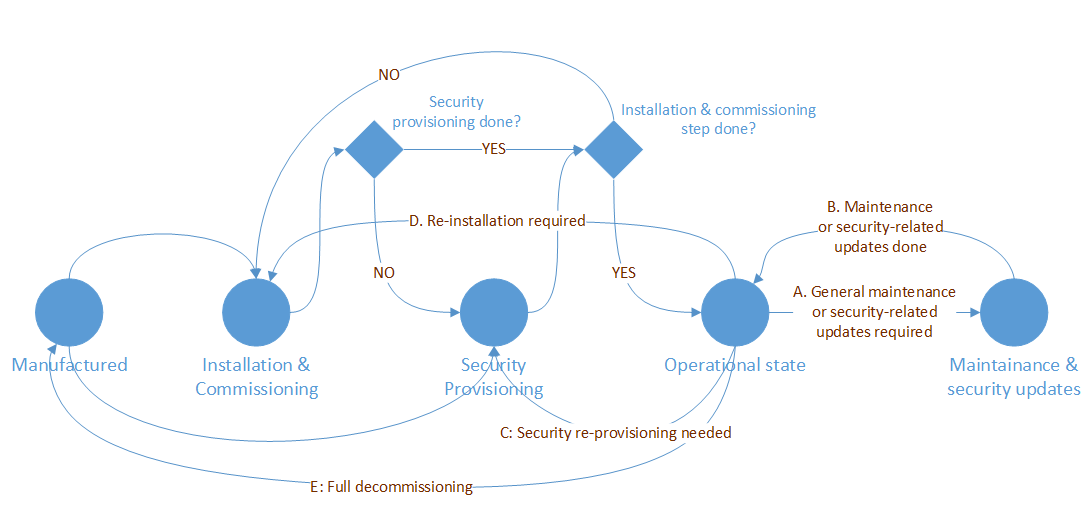 NO
Security
provisioning done?
Installation & commissioning
step done?
YES
D. Re-installation required
B. Maintenance
or security-related
updates done
NO
YES
A. General maintenance
or security-related
updates required
Manufactured
Installation &
Commissioning
Security
Provisioning
Operational state
Maintainance &
security updates
C: Security re-provisioning needed
E: Full decommissioning